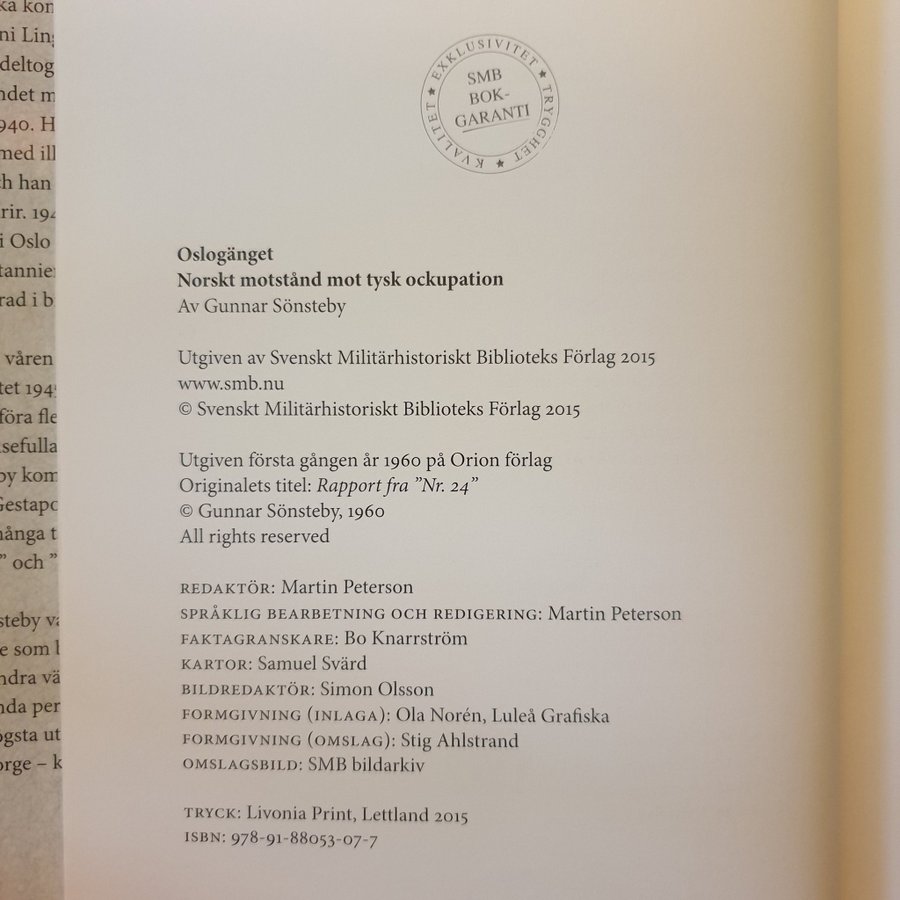 KVALITET ★ EXKLUSIVITET ★ TRYGGHET ★
SMB
BOK-
GARANTI
Oslogänget
Norskt motstånd mot tysk ockupation
Av Gunnar Sönsteby
Utgiven av Svenskt Militärhistoriskt Biblioteks Förlag 2015
www.smb.nu
© Svenskt Militärhistoriskt Biblioteks Förlag 2015
Utgiven första gången år 1960 på Orion förlag
Originalets titel: Rapport fra ”Nr. 24”
© Gunnar Sönsteby, 1960
All rights reserved
REDAKTÖR: Martin Peterson
SPRÅKLIG BEARBETNING OCH REDIGERING: Martin Peterson
FAKTAGRANSKARE: Bo Knarrström
KARTOR: Samuel Svärd
BILDREDAKTÖR: Simon Olsson
FORMGIVNING (INLAGA): Ola Norén, Luleå Grafiska
FORMGIVNING (OMSLAG): Stig Ahlstrand
OMSLAGSBILD: SMB bildarkiv
TRYCK: Livonia Print, Lettland 2015
ISBN: 978-91-88053-07-7